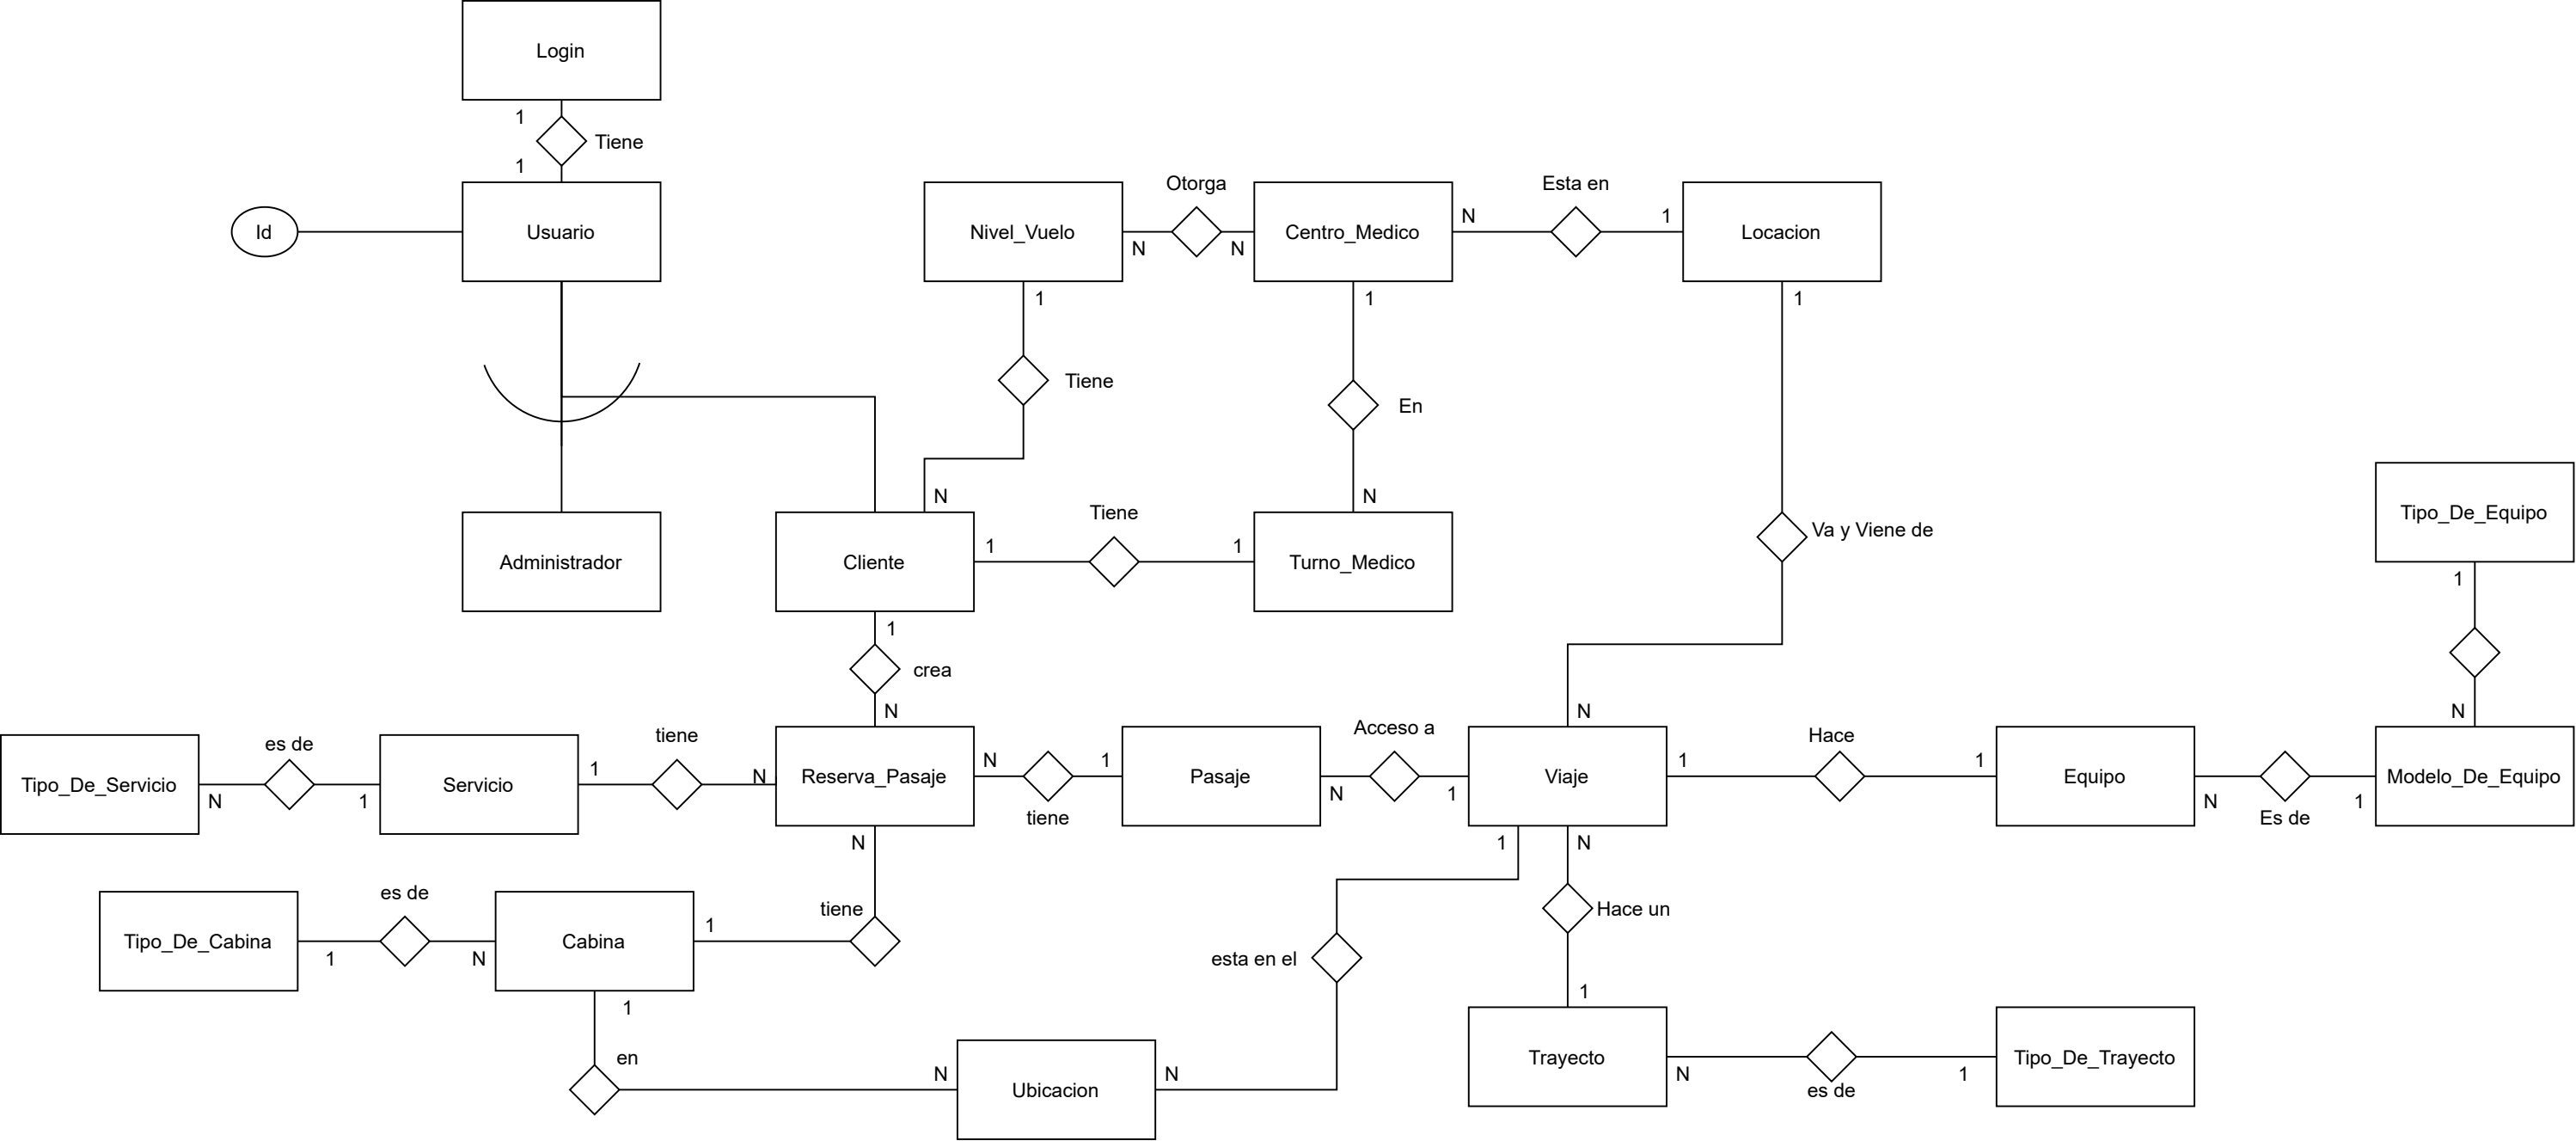 Login
1
Tiene
1
Id
Usuario
Nivel_Vuelo
Otorga
N
N
Centro_Medico
Esta en
N
1
Locacion
1
1
1
Tiene
En
N
N
Va y Viene de
Administrador
Cliente
1
Tiene
1
Turno_Medico
Tipo_De_Equipo
1
1
crea
N
N
N
Tipo_De_Servicio
es de
N
1
Servicio
tiene
1
N
Reserva_Pasaje
N
1
tiene
Pasaje
Acceso a
N
1
Viaje
1
Hace
1
Equipo
N
1
Es de
Modelo_De_Equipo
N
1
N
Tipo_De_Cabina
es de
1
N
Cabina
1
tiene
Hace un
esta en el
1
1
en
N
Ubicacion
N
Trayecto
N
1
es de
Tipo_De_Trayecto